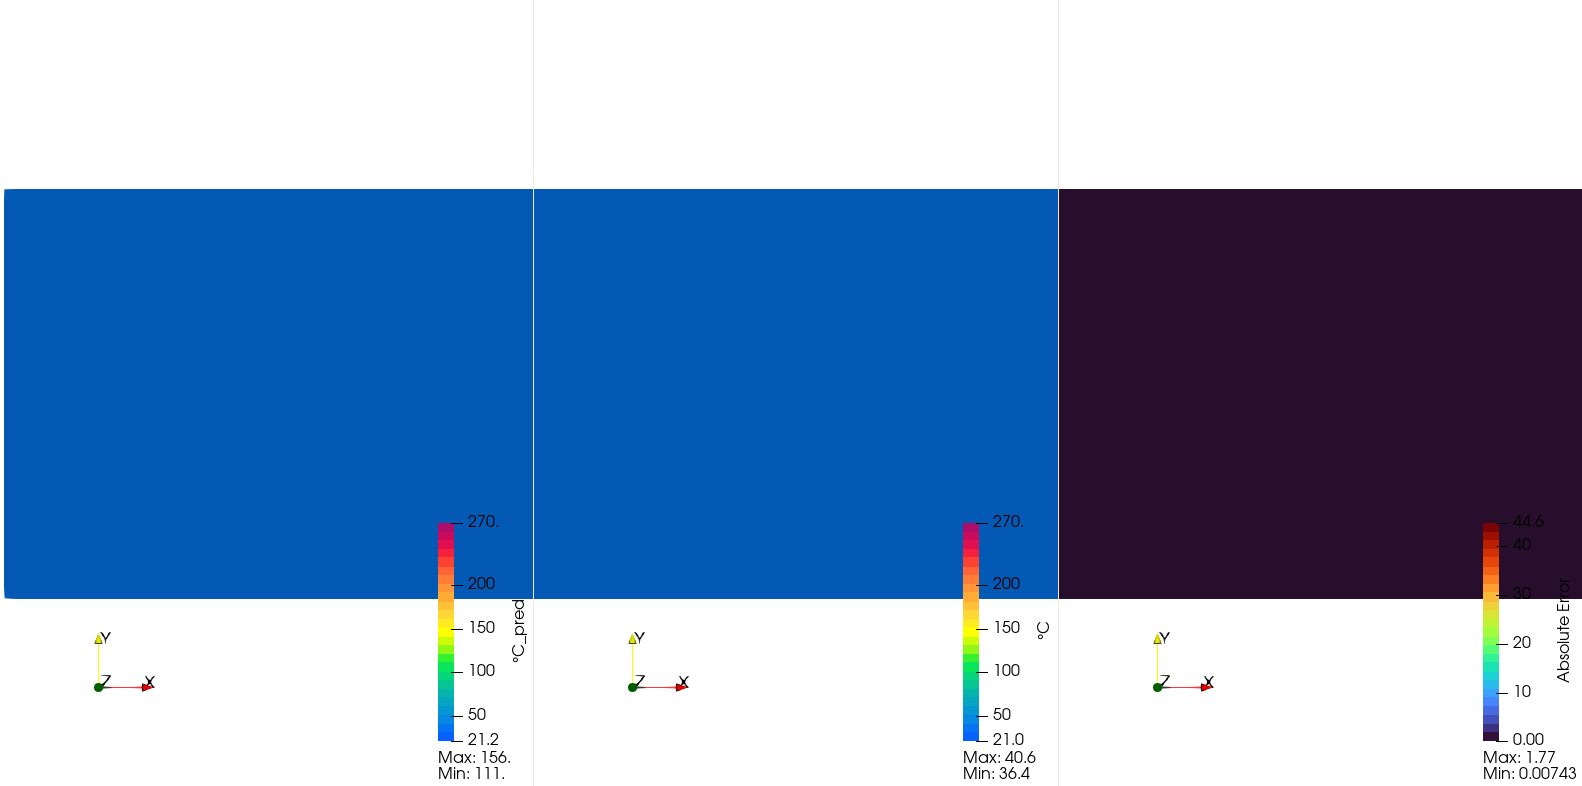 270.
200
150
100
50
21.2
°C_pred
Max: 156.
Min: 111.
Y
Z
X
270.
200
150
100
50
21.0
°C
Max: 40.6
Min: 36.4
Y
Z
X
44.6
40
30
20
10
0.00
Absolute Error
Max: 1.77
Min: 0.00743
Y
Z
X